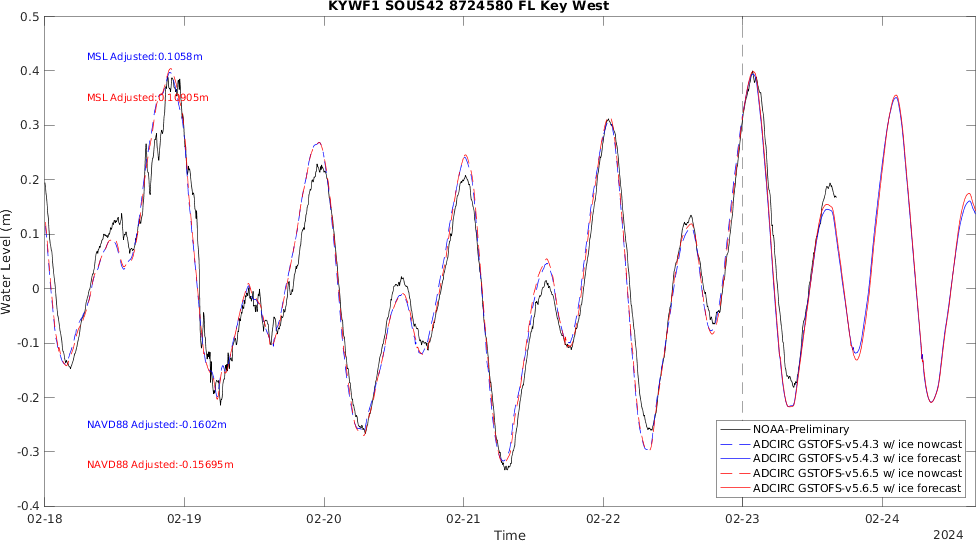 KYWF1 SOUS42 8724580 FL Key West
0.5
0.4
0.3
0.2
0.1
0
-0.1
-0.2
-0.3
-0.4
Water Level (m)
MSL Adjusted:0.1058m
MSL Adjusted:0.10905m
NAVD88 Adjusted:-0.1602m
NAVD88 Adjusted:-0.15695m
NOAA-Preliminary
ADCIRC GSTOFS-v5.4.3 w/ ice nowcast
ADCIRC GSTOFS-v5.4.3 w/ ice forecast
ADCIRC GSTOFS-v5.6.5 w/ ice nowcast
ADCIRC GSTOFS-v5.6.5 w/ ice forecast
02-18 02-19 02-20 02-21 02-22 02-23 02-24
Time
2024